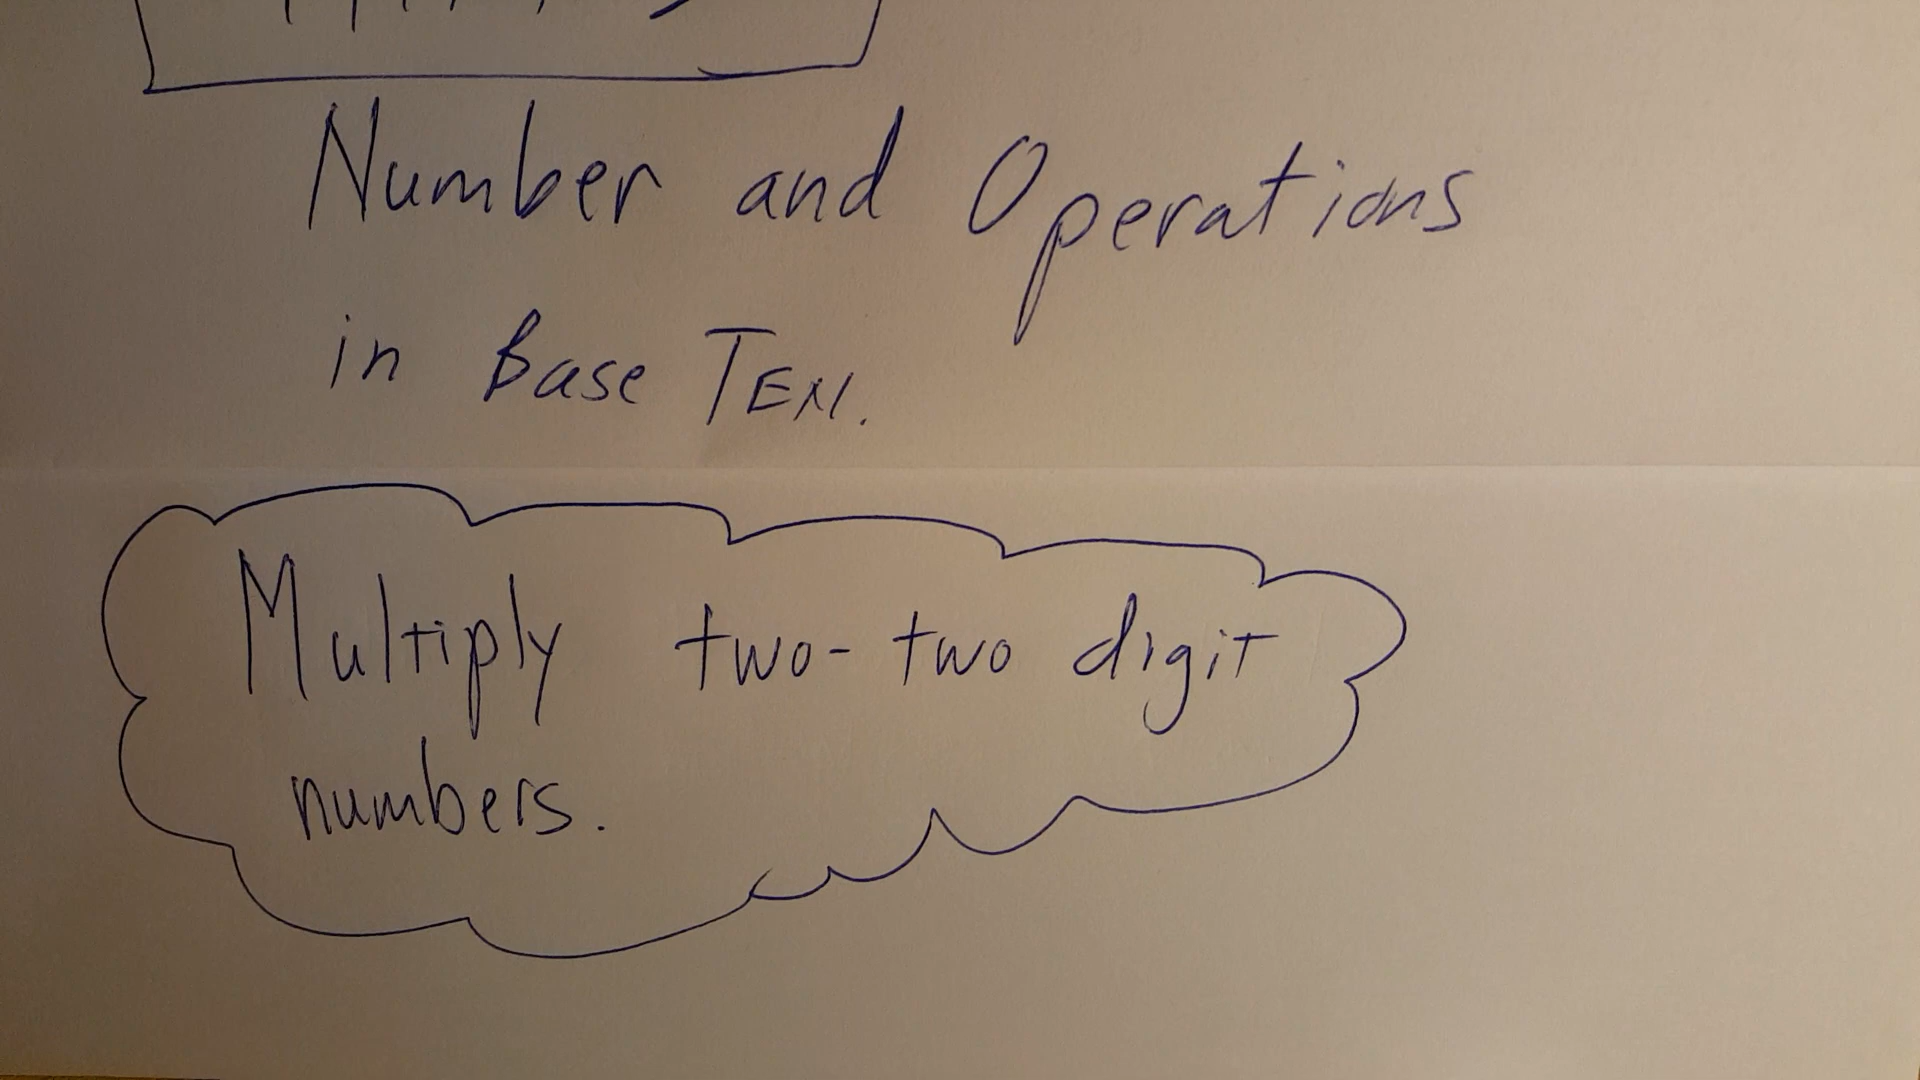 Number and Operations
in Base TEN.
Multiply two-two digit
numbers.